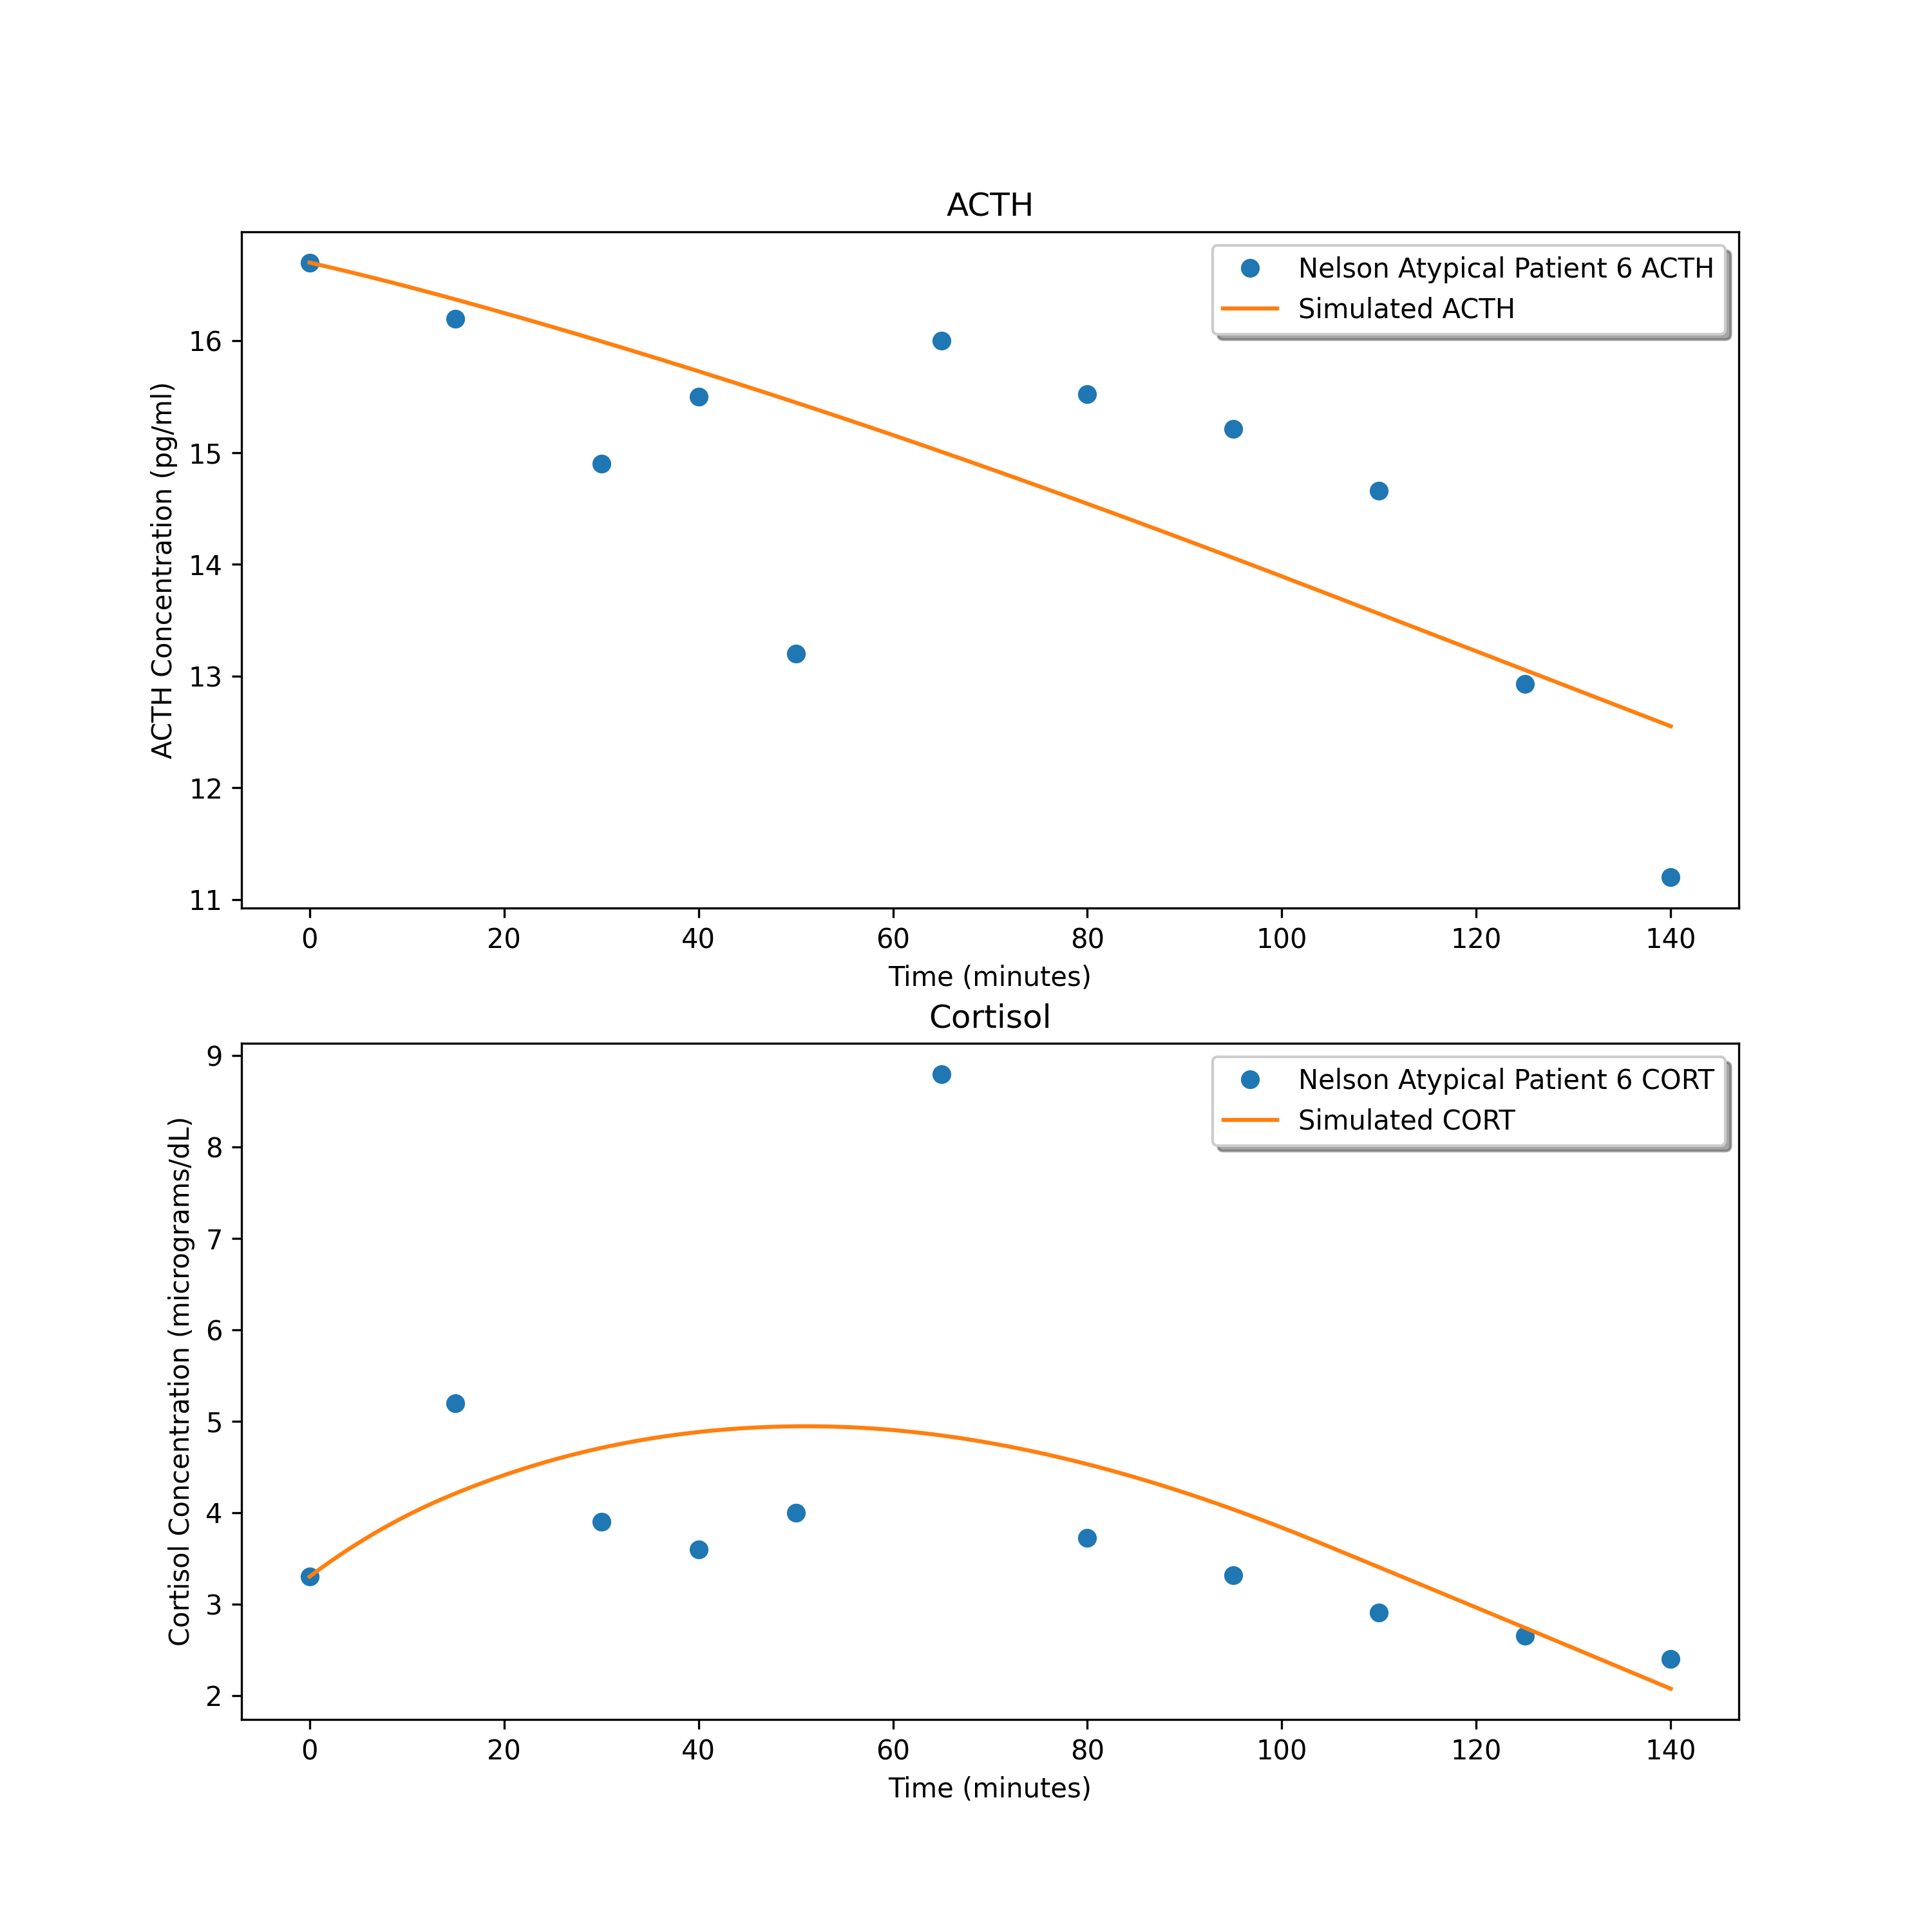 ACTH
Nelson Atypical Patient 6 ACTH
Simulated ACTH
ACTH Concentration (pg/ml)
16
15
14
13
12
11
0 20 40 60 80 100 120 140
Time (minutes)
Cortisol
Nelson Atypical Patient 6 CORT
Simulated CORT
Cortisol Concentration (micrograms/dL)
9
8
7
6
5
4
3
2
0 20 40 60 80 100 120 140
Time (minutes)